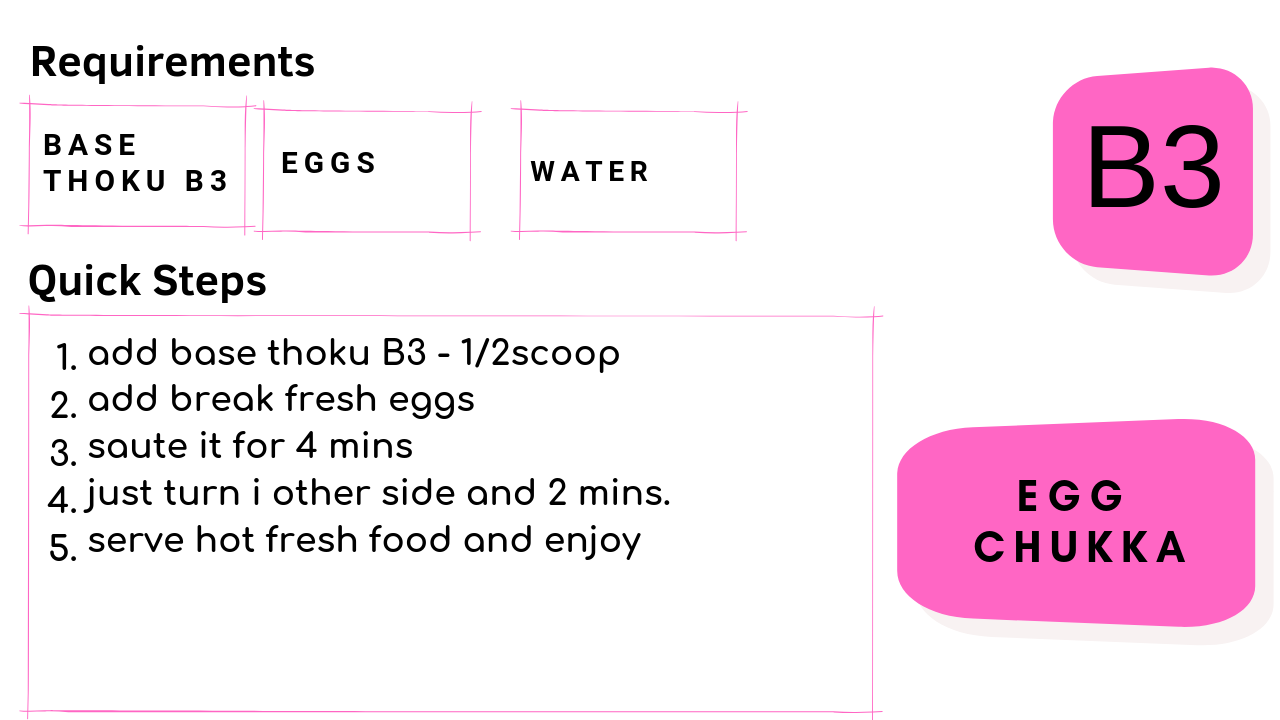 Requirements
BASE
THOKU B3
EGGS
WATER
B3
Quick Steps
1. add base thoku B3 - 1/2scoop
2. add break fresh eggs
3. saute it for 4 mins
4. just turn i other side and 2 mins.
5. serve hot fresh food and enjoy
EGG
CHUKKA